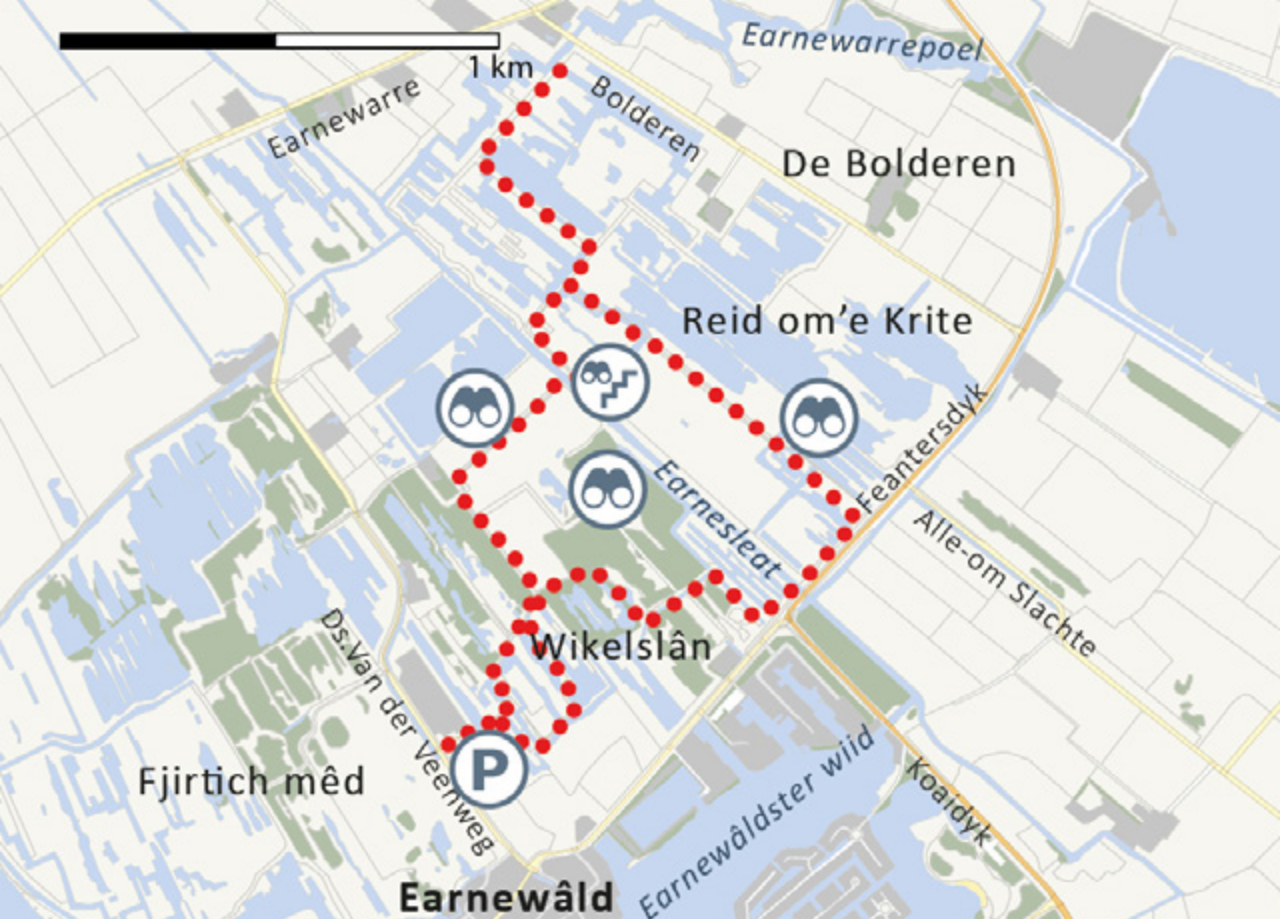 Earnewarrepoel
1 km
Earnewarre
Bolderen
De Bolderen
Reid om’e Krite
Feantersdyk
Earnesleat
Alle-om Slachte
Wikelslân
Ds.Van der Veenweg
Fjirtich mêd
P
Earnewâldster wiid
Koaidyk
Earnewâld